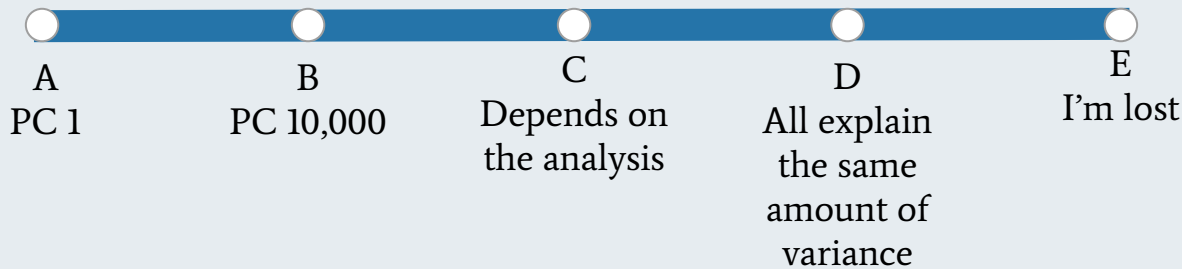 A
PC 1
B
PC 10,000
C
Depends on
the analysis
D
All explain
the same
amount of
variance
E
I'm lost